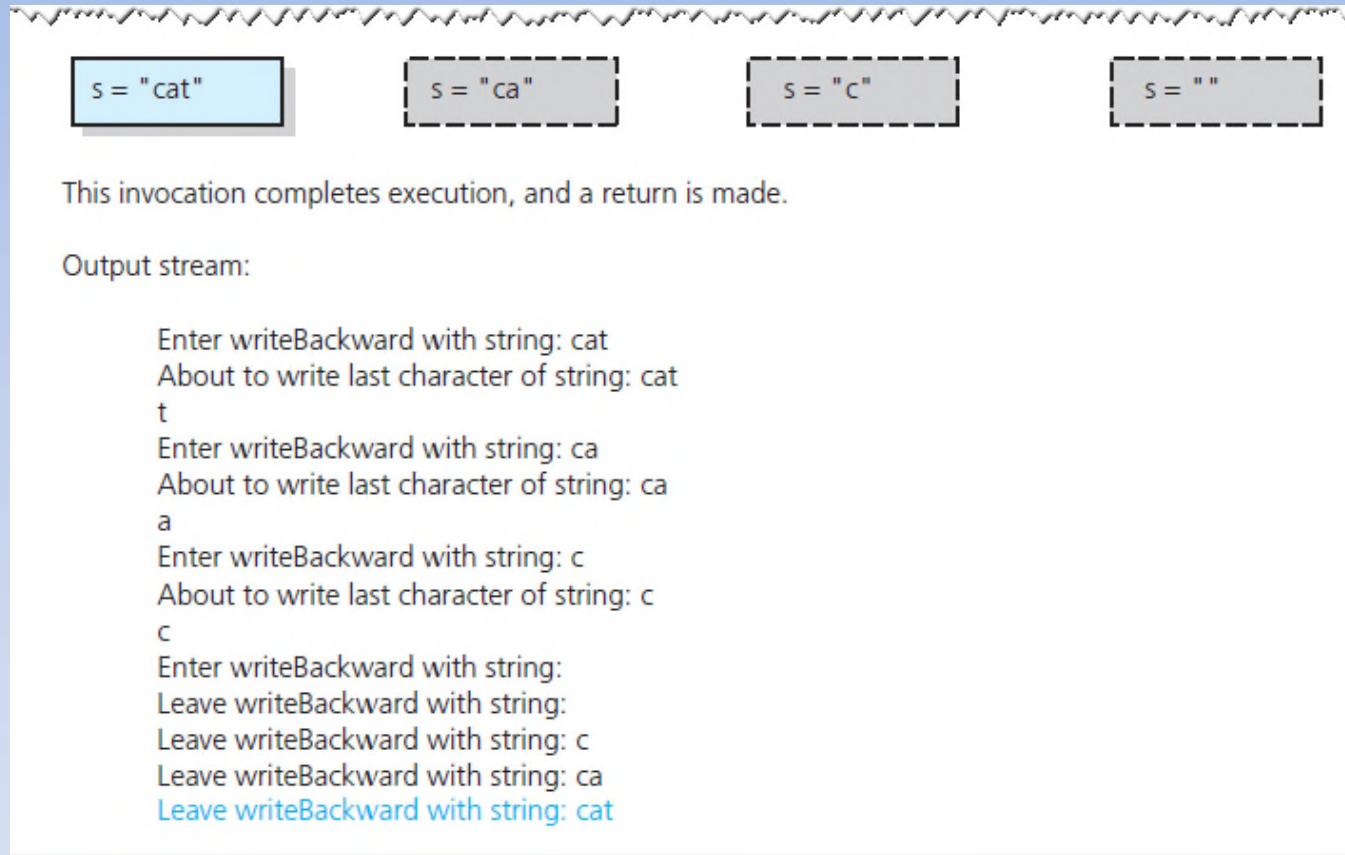 s = "cat" s = "ca" s = "c" s = ""
This invocation completes execution, and a return is made.
Output stream:
Enter writeBackward with string: cat
About to write last character of string: cat
t
Enter writeBackward with string: ca
About to write last character of string: ca
a
Enter writeBackward with string: c
About to write last character of string: c
c
Enter writeBackward with string:
Leave writeBackward with string:
Leave writeBackward with string: c
Leave writeBackward with string: ca
Leave writeBackward with string: cat